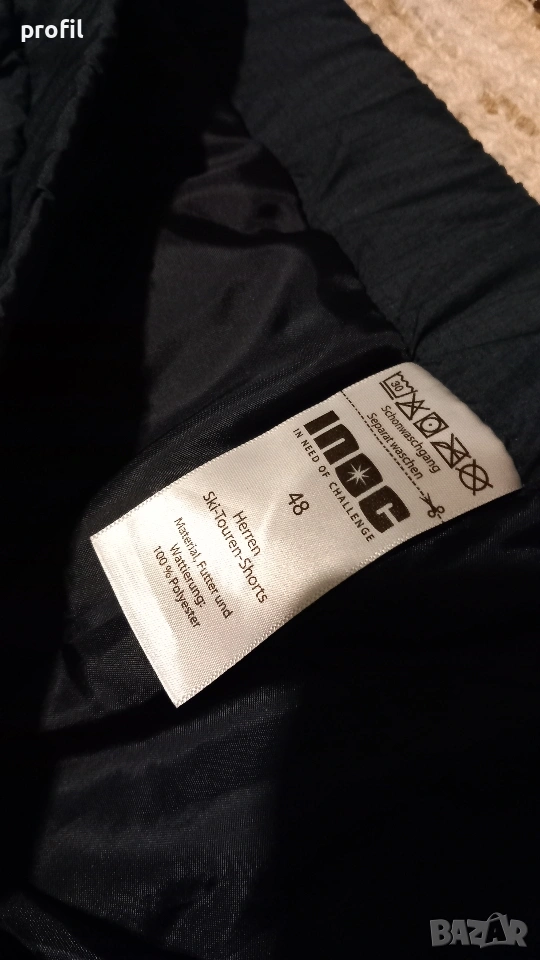 profil
30
Schonwaschgang
Separat waschen
INOC
IN NEED OF CHALLENGE
48
Herren
Ski-Touren-Shorts
Material, Futter und
Wattierung:
100 % Polyester
BAZAR